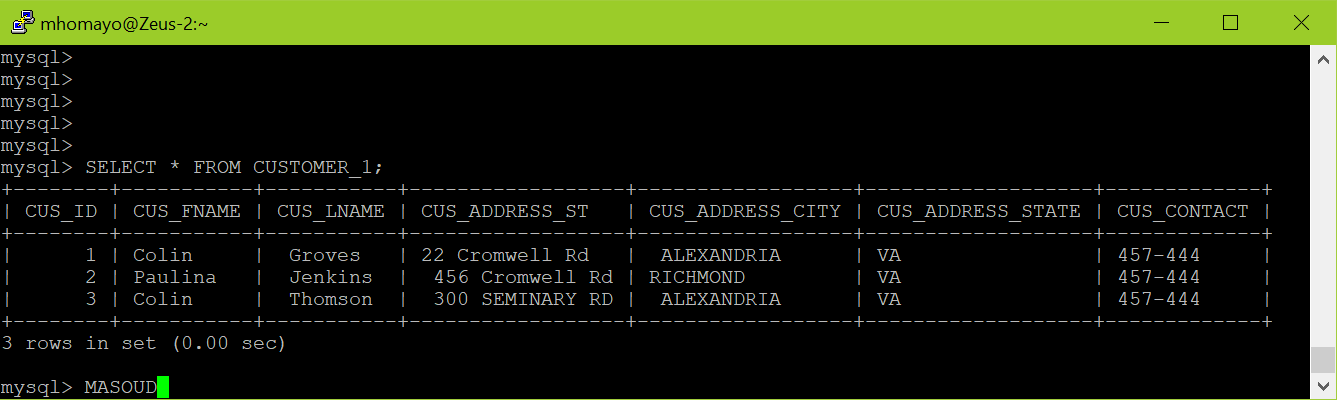 mhomayo@Zeus-2:~
mysql>
mysql>
mysql>
mysql>
mysql>
mysql> SELECT * FROM CUSTOMER_1;
+--------+-----------+-----------+------------------+------------------+-------------------+-------------+
| CUS_ID | CUS_FNAME | CUS_LNAME | CUS_ADDRESS_ST   | CUS_ADDRESS_CITY | CUS_ADDRESS_STATE | CUS_CONTACT |
+--------+-----------+-----------+------------------+------------------+-------------------+-------------+
|      1 | Colin     |  Groves   | 22 Cromwell Rd   |  ALEXANDRIA      | VA                | 457-444     |
|      2 | Paulina   |  Jenkins  |  456 Cromwell Rd | RICHMOND         | VA                | 457-444     |
|      3 | Colin     |  Thomson  |  300 SEMINARY RD |  ALEXANDRIA      | VA                | 457-444     |
+--------+-----------+-----------+------------------+------------------+-------------------+-------------+
3 rows in set (0.00 sec)
mysql> MASOUD